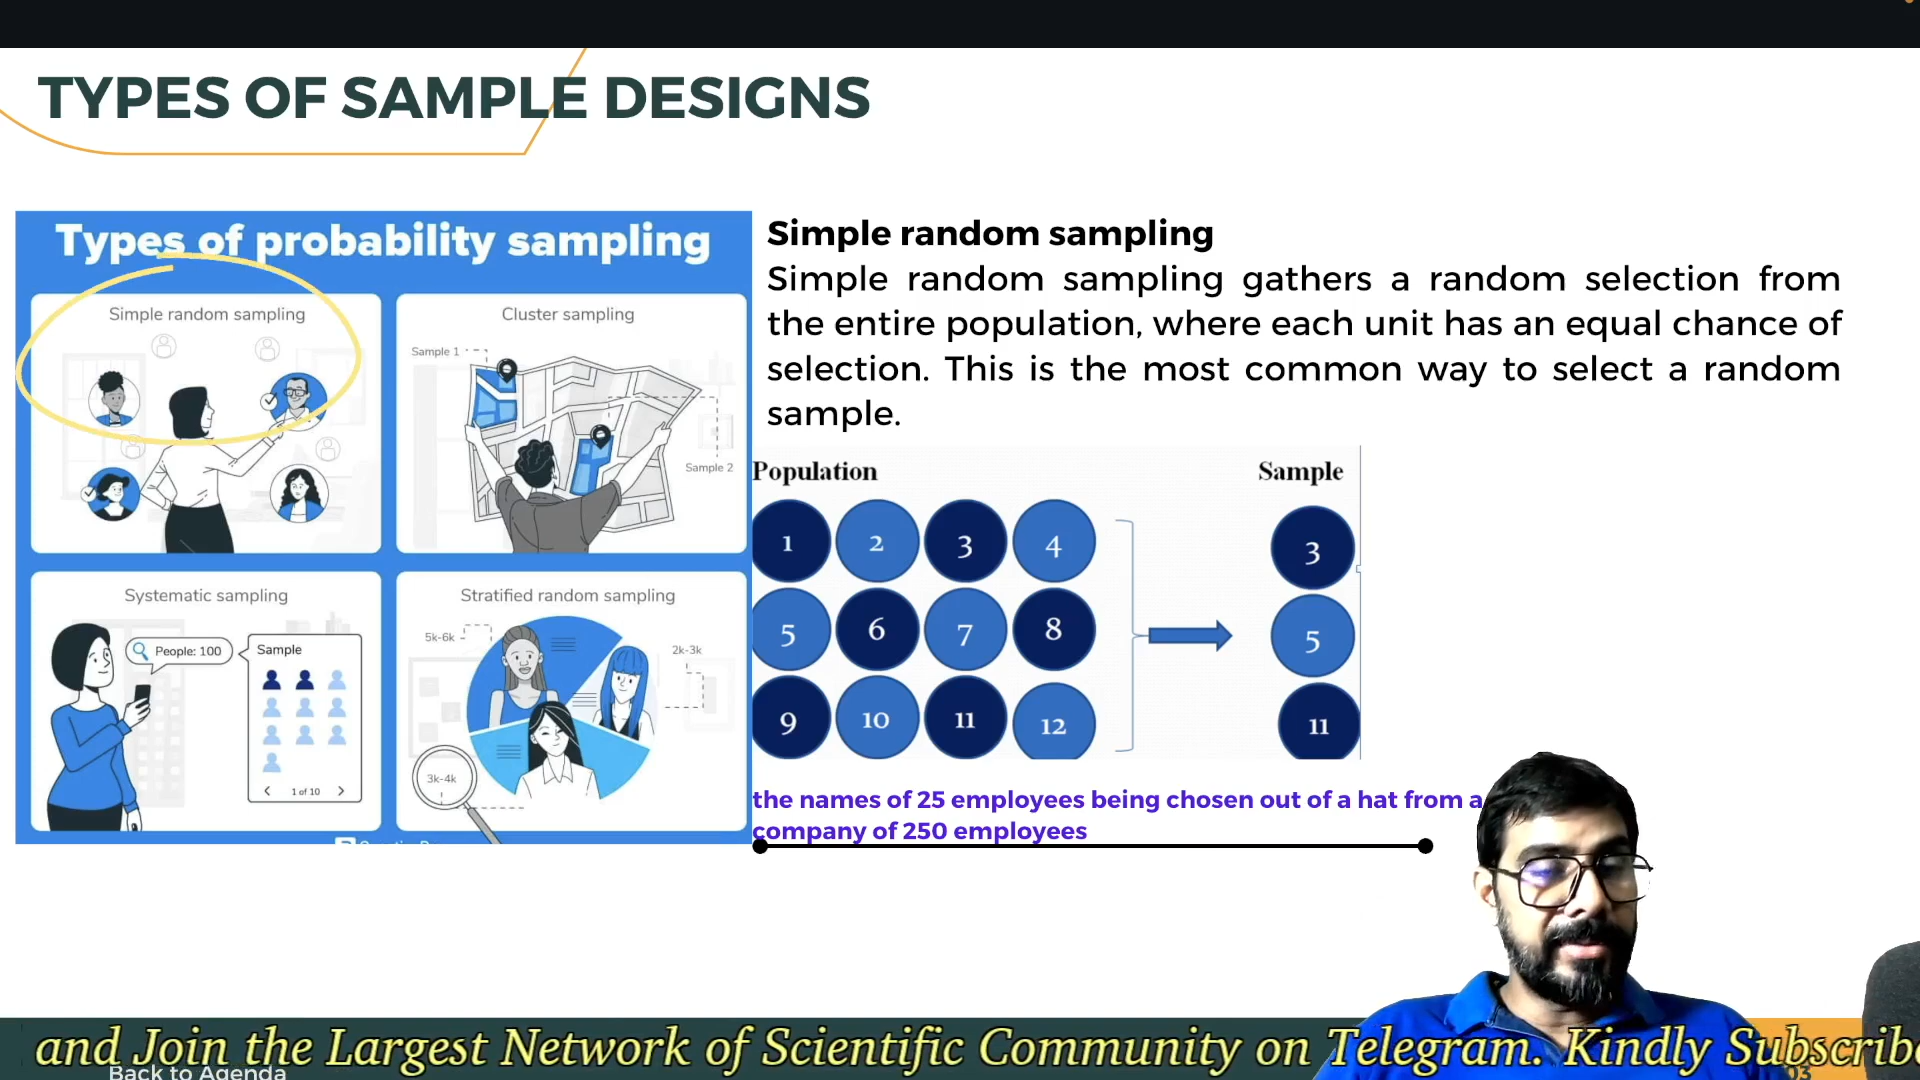 TYPES OF SAMPLE DESIGNS
Types of probability sampling
Simple random sampling
Cluster sampling
Sample 1
Sample 2
Systematic sampling
People: 100
Sample
1 of 10
Stratified random sampling
5k-6k
2k-3k
3k-4k
Simple random sampling
Simple random sampling gathers a random selection from
the entire population, where each unit has an equal chance of
selection. This is the most common way to select a random
sample.
Population
Sample
1 2 3 4
5 6 7 8
9 10 11 12
3
5
11
the names of 25 employees being chosen out of a hat from a
company of 250 employees
and Join the Largest Network of Scientific Community on Telegram. Kindly Subscribe
Back to Agenda
03